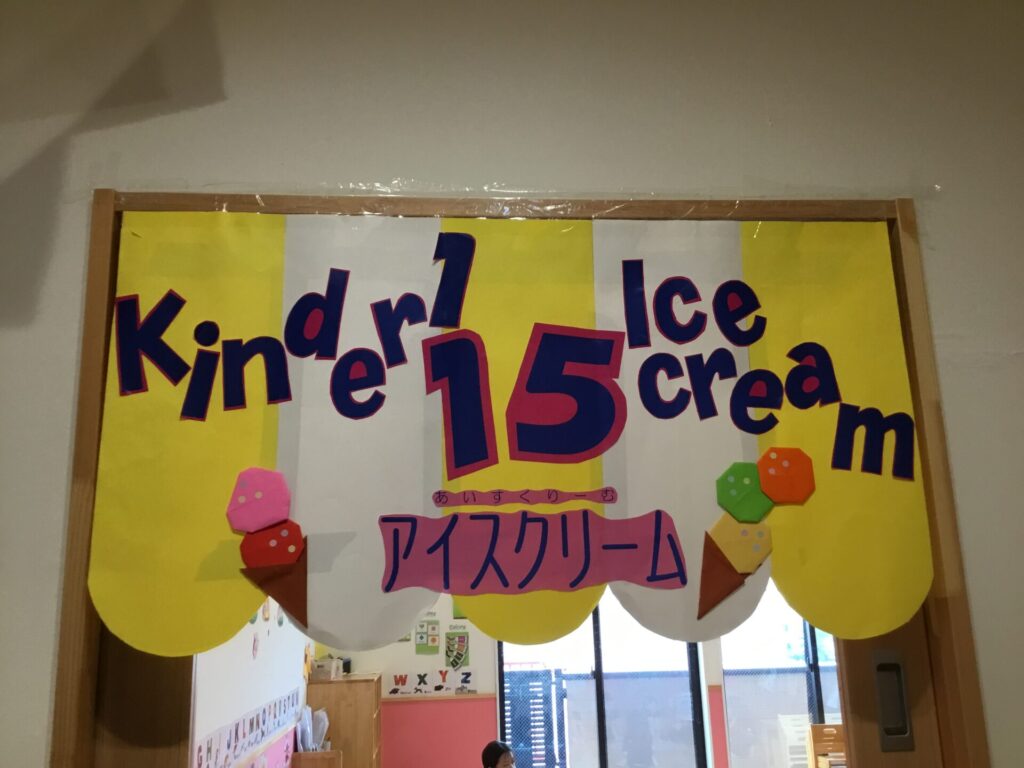 Kinder 1
15
Ice
cream
あいすくりーむ
アイスクリーム
W X Y Z